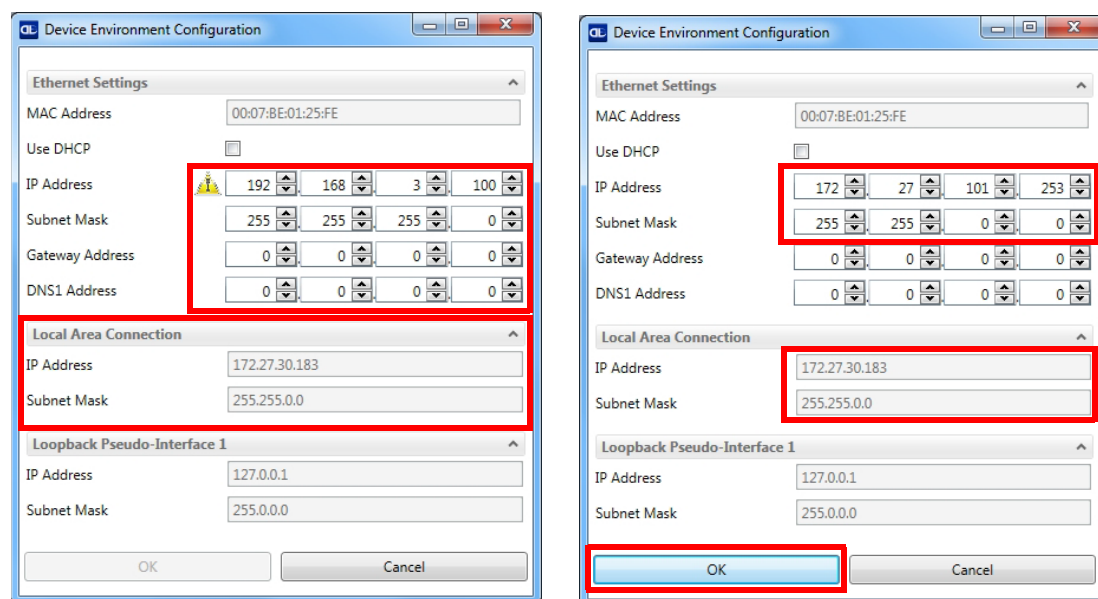 Device Environment Configuration
Ethernet Settings
MAC Address 00:07:BE:01:25:FE
Use DHCP
IP Address 192 . 168 . 3 . 100
Subnet Mask 255 . 255 . 255 . 0
Gateway Address 0 . 0 . 0 . 0
DNS1 Address 0 . 0 . 0 . 0
Local Area Connection
IP Address 172.27.30.183
Subnet Mask 255.255.0.0
Loopback Pseudo-Interface 1
IP Address 127.0.0.1
Subnet Mask 255.0.0.0
OK Cancel
Device Environment Configuration
Ethernet Settings
MAC Address 00:07:BE:01:25:FE
Use DHCP
IP Address 172 . 27 . 101 . 253
Subnet Mask 255 . 255 . 0 . 0
Gateway Address 0 . 0 . 0 . 0
DNS1 Address 0 . 0 . 0 . 0
Local Area Connection
IP Address 172.27.30.183
Subnet Mask 255.255.0.0
Loopback Pseudo-Interface 1
IP Address 127.0.0.1
Subnet Mask 255.0.0.0
OK Cancel